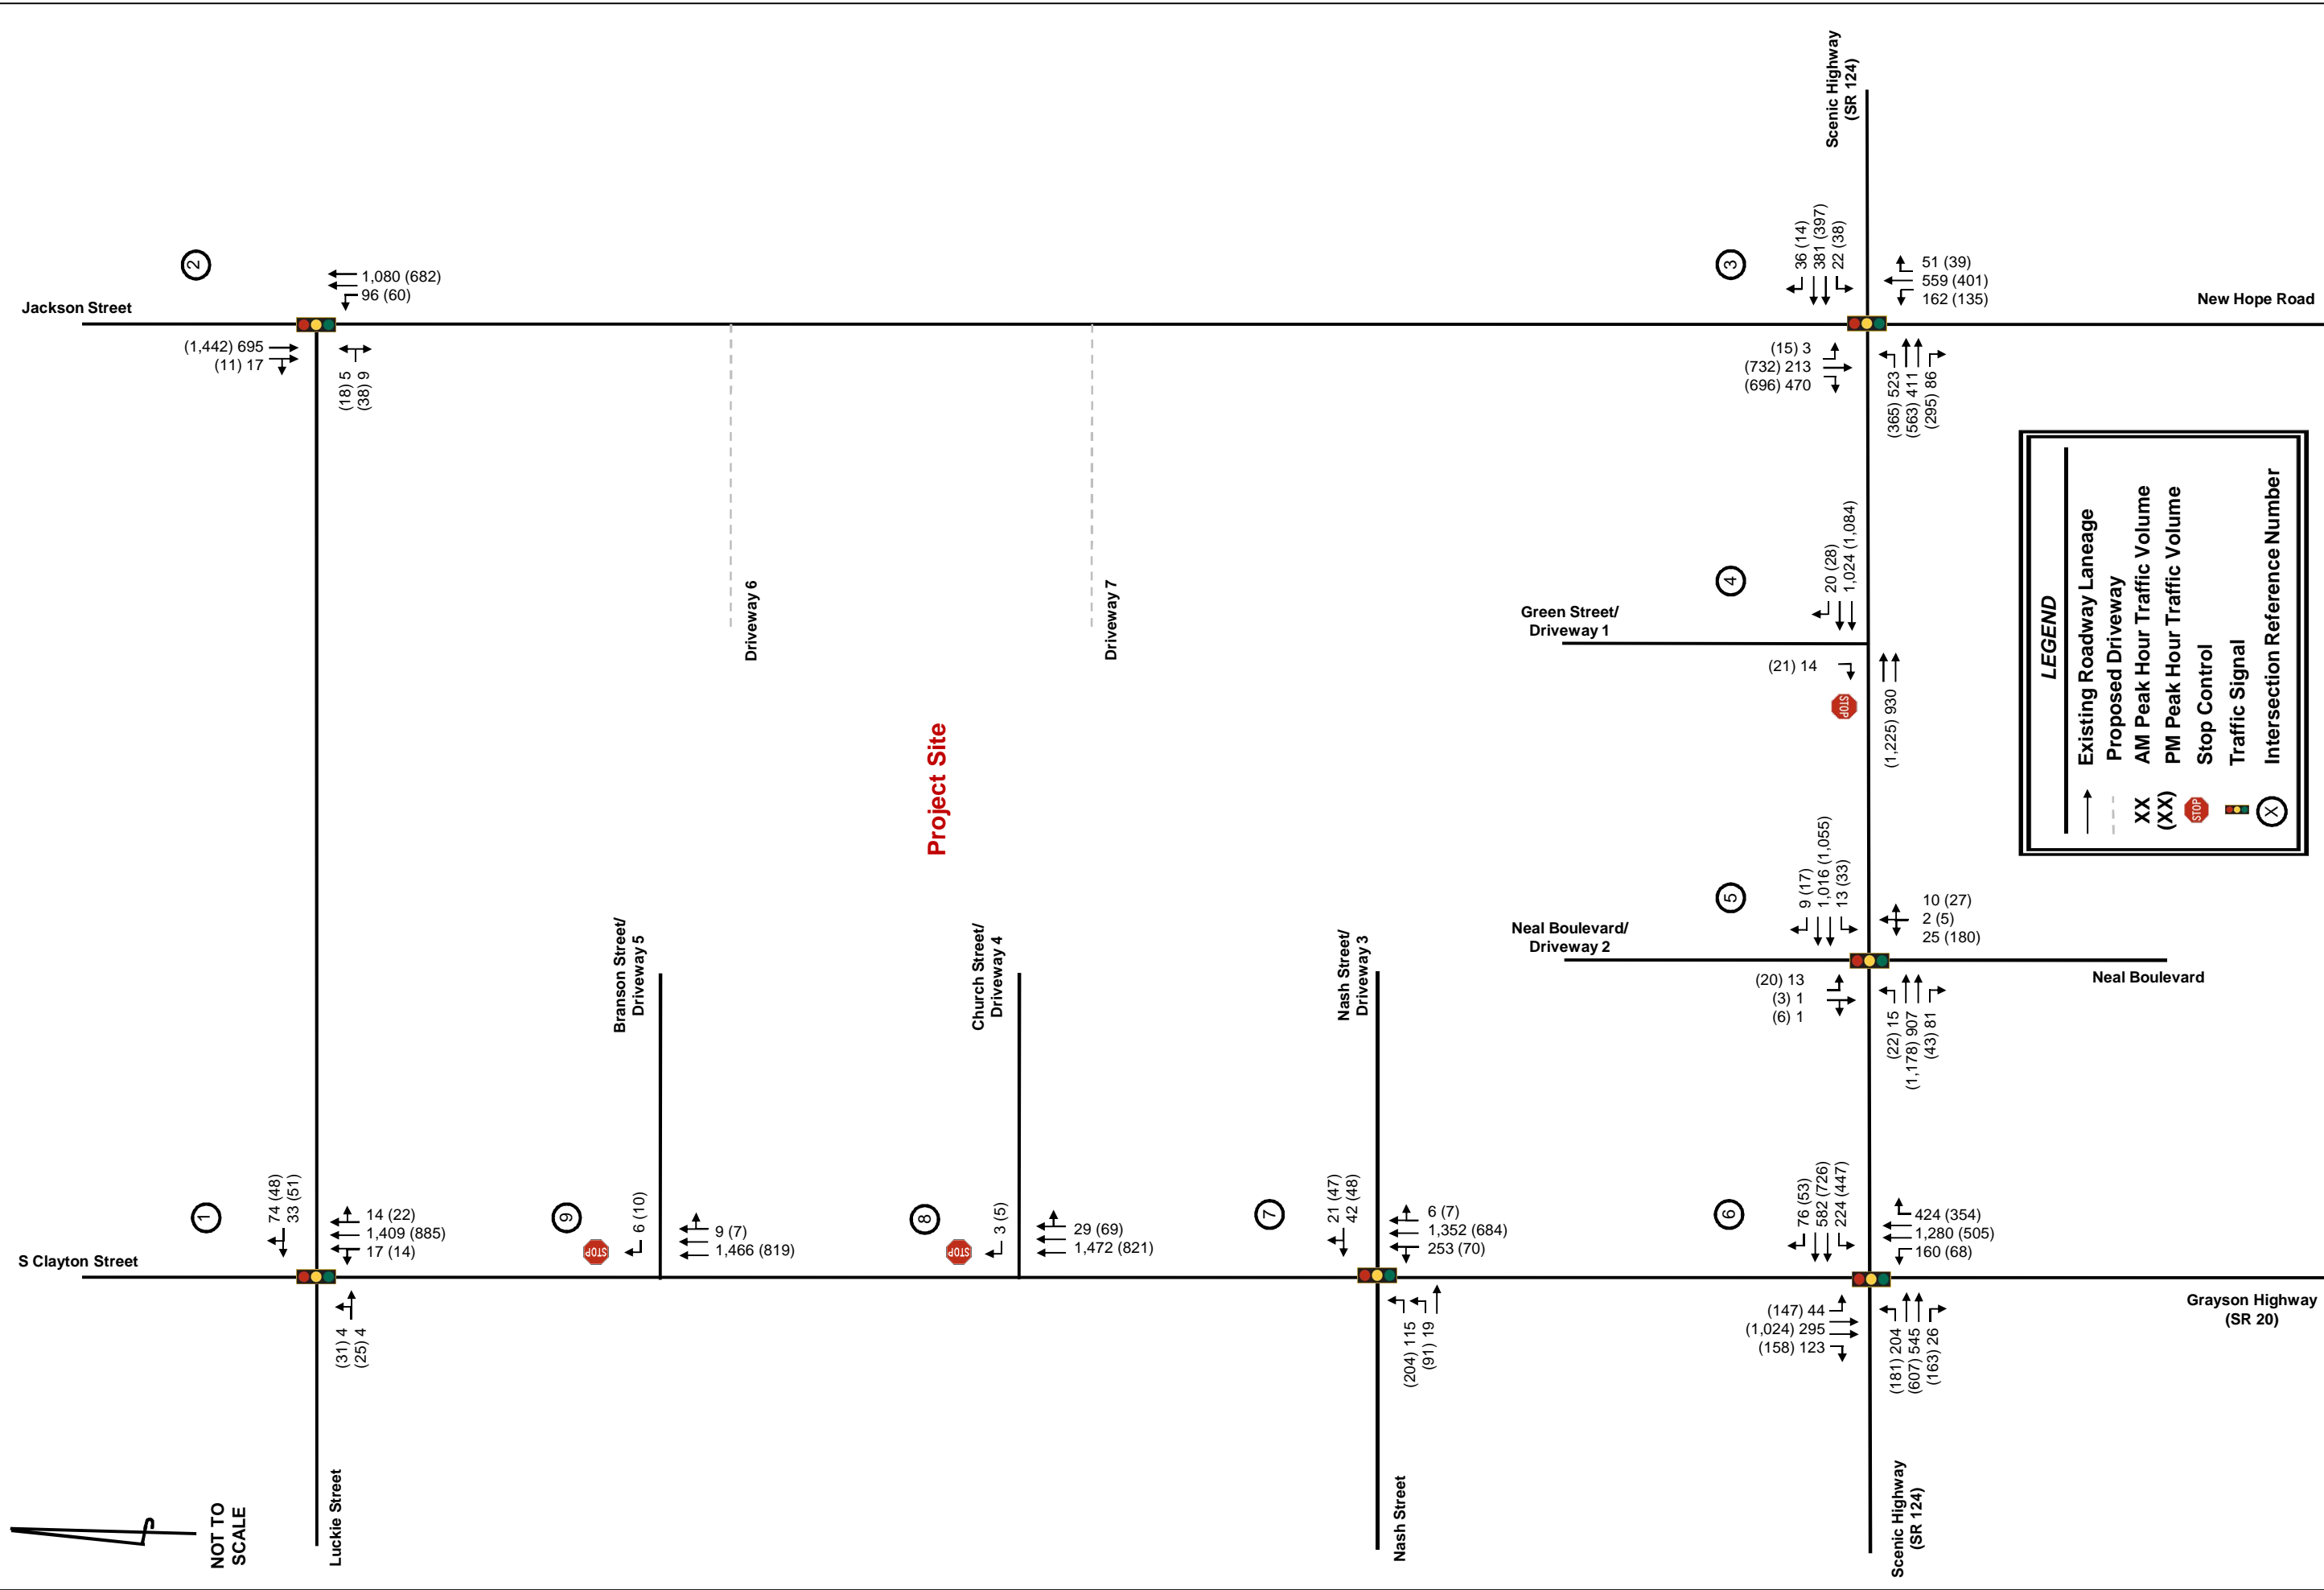 Scenic Highway
(SR 124)
2
1,080 (682)
96 (60)
Jackson Street
(1,442) 695
(11) 17
(18) 5
(38) 9
3
36 (14)
381 (397)
22 (38)
51 (39)
559 (401)
162 (135)
New Hope Road
(15) 3
(732) 213
(696) 470
(365) 523
(563) 411
(295) 86
Driveway 6
Driveway 7
4
20 (28)
1,024 (1,084)
Green Street/
Driveway 1
(21) 14
STOP
(1,225) 930
Project Site
LEGEND
Existing Roadway Laneage
Proposed Driveway
XX AM Peak Hour Traffic Volume
(XX) PM Peak Hour Traffic Volume
STOP Stop Control
Traffic Signal
X Intersection Reference Number
5
9 (17)
1,016 (1,055)
13 (33)
10 (27)
2 (5)
25 (180)
Neal Boulevard/
Driveway 2
Neal Boulevard
(20) 13
(3) 1
(6) 1
(22) 15
(1,178) 907
(43) 81
Branson Street/
Driveway 5
Church Street/
Driveway 4
Nash Street/
Driveway 3
1
74 (48)
33 (51)
14 (22)
1,409 (885)
17 (14)
S Clayton Street
(31) 4
(25) 4
9
STOP
6 (10)
9 (7)
1,466 (819)
8
STOP
3 (5)
29 (69)
1,472 (821)
7
21 (47)
42 (48)
6 (7)
1,352 (684)
253 (70)
(204) 115
(91) 19
6
76 (53)
582 (726)
224 (447)
424 (354)
1,280 (505)
160 (68)
Grayson Highway
(SR 20)
(147) 44
(1,024) 295
(158) 123
(181) 204
(607) 545
(163) 26
NOT TO
SCALE
Luckie Street
Nash Street
Scenic Highway
(SR 124)